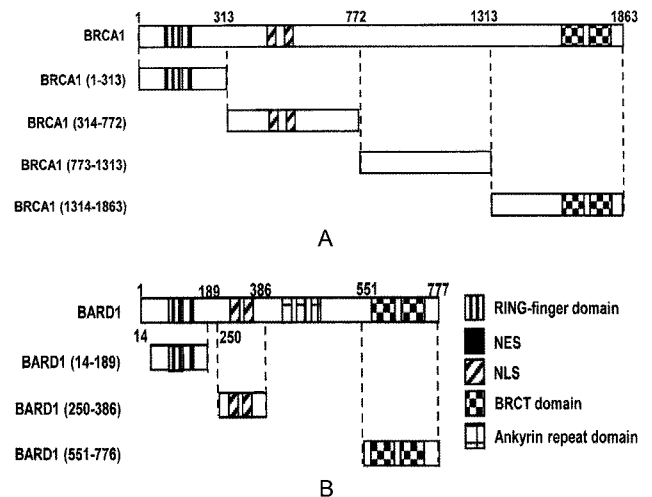 1 313 772 1313 1863
BRCA1
BRCA1 (1-313)
BRCA1 (314-772)
BRCA1 (773-1313)
BRCA1 (1314-1863)
A
1 189 386 551 777
BARD1
14 250
BARD1 (14-189)
BARD1 (250-386)
BARD1 (551-776)
RING-finger domain
NES
NLS
BRCT domain
Ankyrin repeat domain
B